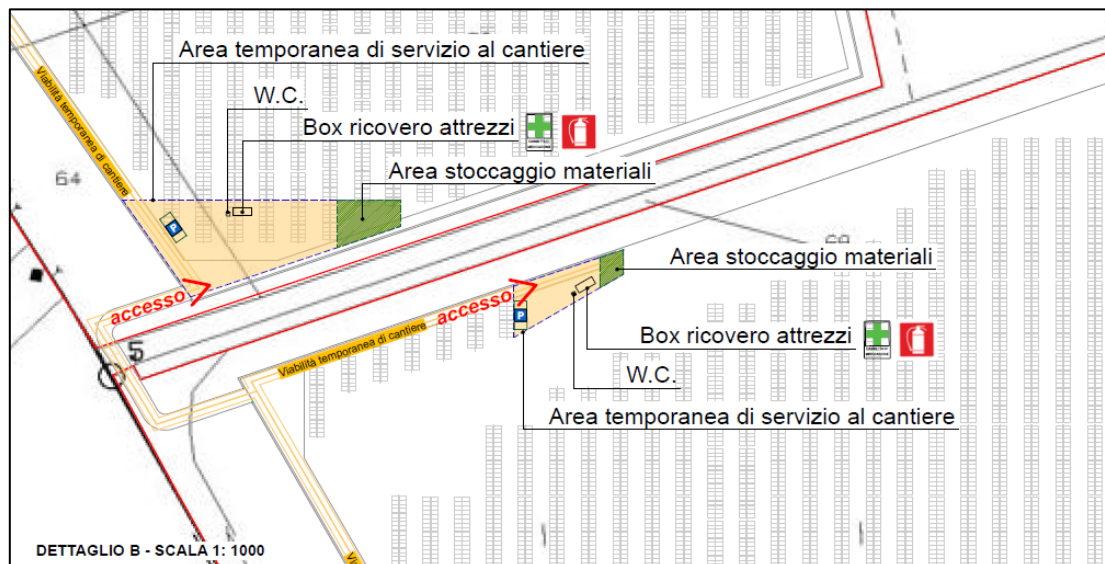 Area temporanea di servizio al cantiere
W.C.
Box ricovero attrezzi
Area stoccaggio materiali
Viabilità temporanea di cantiere
64
P
accesso
69
Area stoccaggio materiali
accesso
P
Box ricovero attrezzi
5
Viabilità temporanea di cantiere
W.C.
Area temporanea di servizio al cantiere
DETTAGLIO B - SCALA 1: 1000